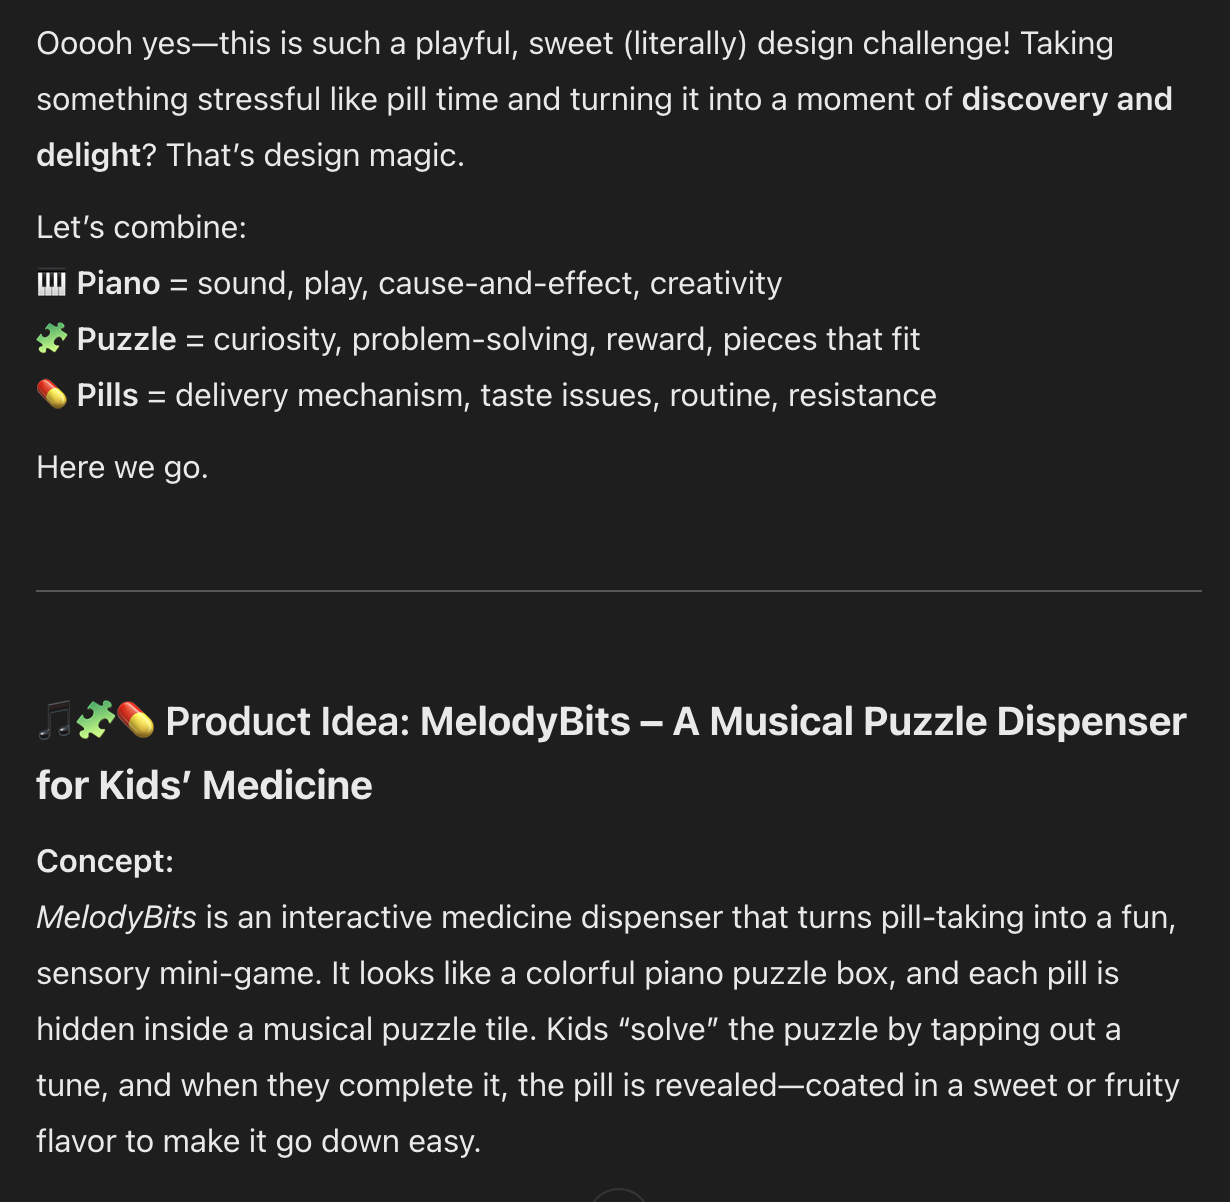 Ooooh yes—this is such a playful, sweet (literally) design challenge! Taking
something stressful like pill time and turning it into a moment of discovery and
delight? That’s design magic.
Let’s combine:
🎹 Piano = sound, play, cause-and-effect, creativity
🧩 Puzzle = curiosity, problem-solving, reward, pieces that fit
💊 Pills = delivery mechanism, taste issues, routine, resistance
Here we go.
🎵🧩💊 Product Idea: MelodyBits – A Musical Puzzle Dispenser
for Kids’ Medicine
Concept:
MelodyBits is an interactive medicine dispenser that turns pill-taking into a fun,
sensory mini-game. It looks like a colorful piano puzzle box, and each pill is
hidden inside a musical puzzle tile. Kids “solve” the puzzle by tapping out a
tune, and when they complete it, the pill is revealed—coated in a sweet or fruity
flavor to make it go down easy.